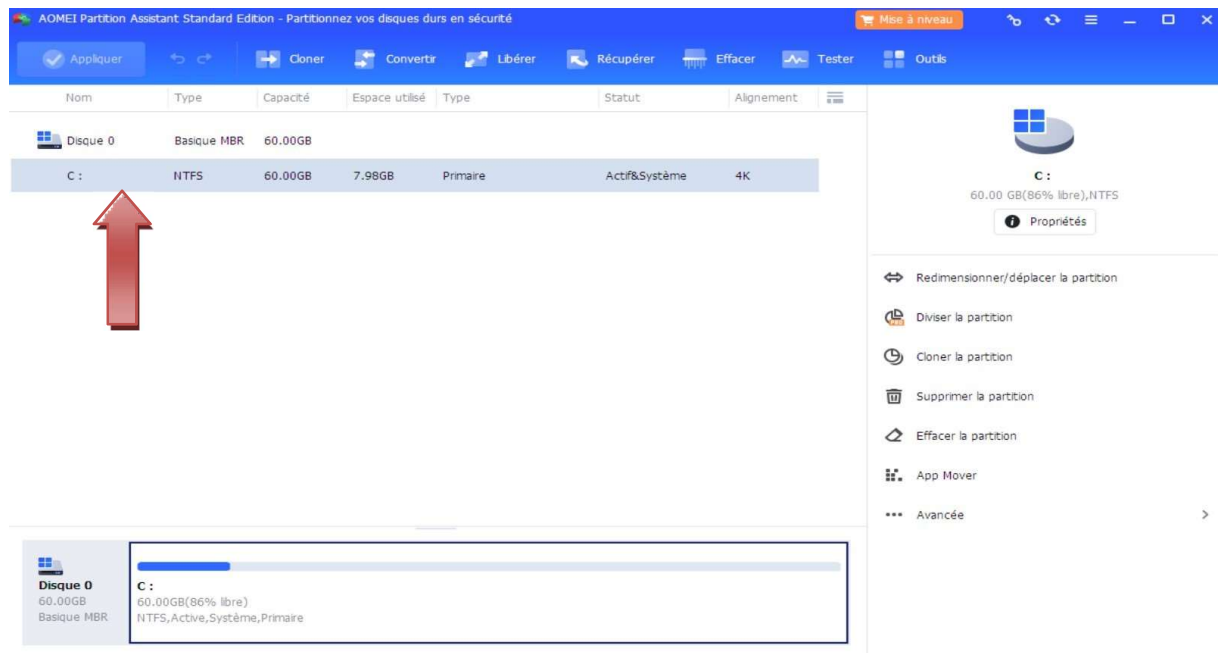 AOMEI Partition Assistant Standard Edition - Partitionnez vos disques durs en sécurité
Mise à niveau
Appliquer Cloner Convertir Libérer Récupérer Effacer Tester Outils
Nom Type Capacité Espace utilisé Type Statut Alignement
Disque 0 Basique MBR 60.00GB
C : NTFS 60.00GB 7.98GB Primaire Actif&Système 4K
C :
60.00 GB(86% libre),NTFS
Propriétés
Redimensionner/déplacer la partition
PRO
Diviser la partition
Cloner la partition
Supprimer la partition
Effacer la partition
App Mover
Avancée
Disque 0
60.00GB
Basique MBR
C :
60.00GB(86% libre)
NTFS,Active,Système,Primaire